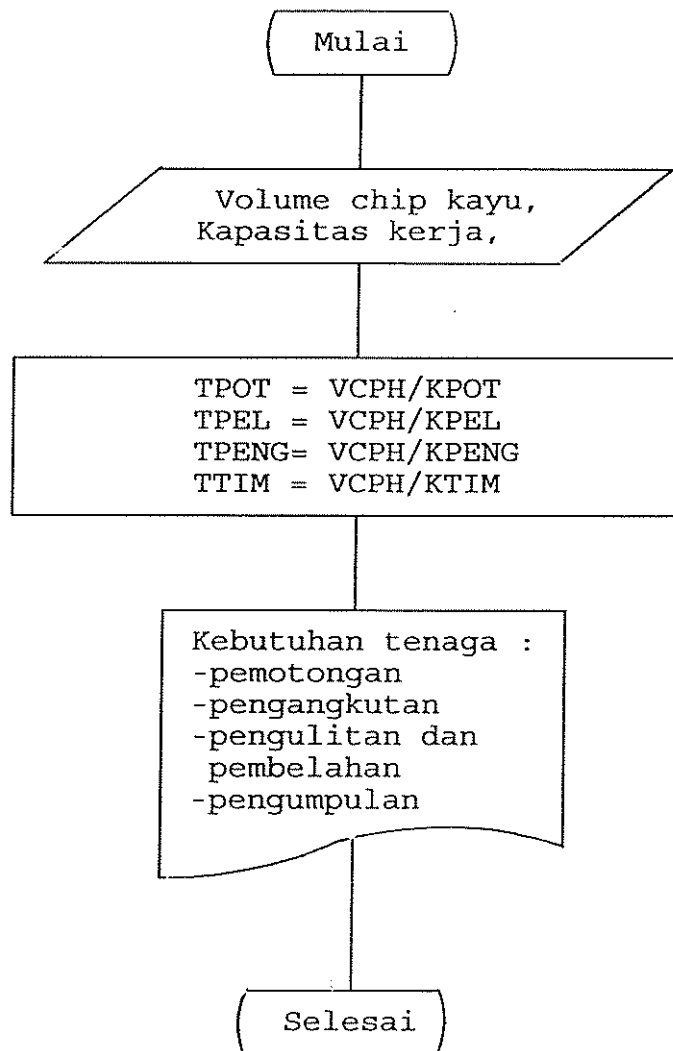 Mulai
Volume chip kayu,
Kapasitas kerja,
TPOT = VCPH/KPOT
TPEL = VCPH/KPEL
TPENG= VCPH/KPENG
TTIM = VCPH/KTIM
Kebutuhan tenaga :
-pemotongan
-pengangkutan
-pengulitan dan
pembelahan
-pengumpulan
Selesai